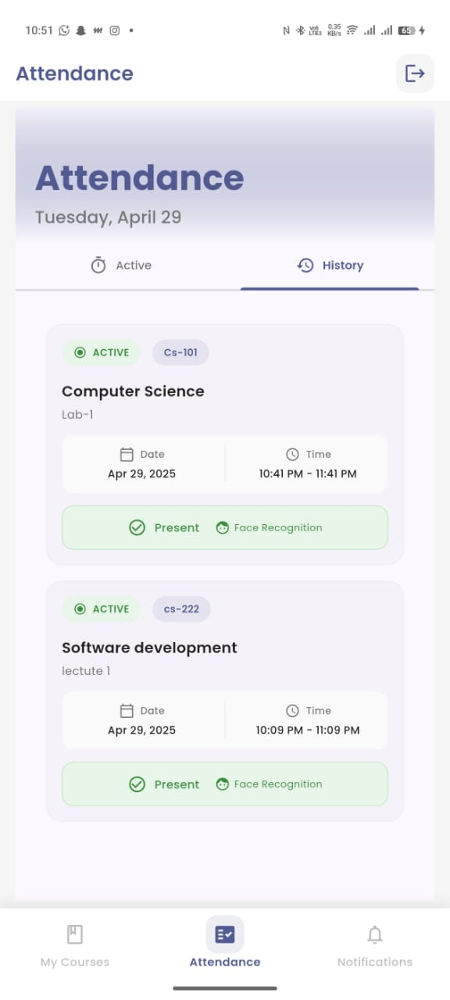 10:51 VoD LTE2 0.35 KB/s 65
Attendance
Attendance
Tuesday, April 29
Active History
ACTIVE Cs-101
Computer Science
Lab-1
Date Time
Apr 29, 2025 10:41 PM - 11:41 PM
Present Face Recognition
ACTIVE cs-222
Software development
lectute 1
Date Time
Apr 29, 2025 10:09 PM - 11:09 PM
Present Face Recognition
My Courses Attendance Notifications